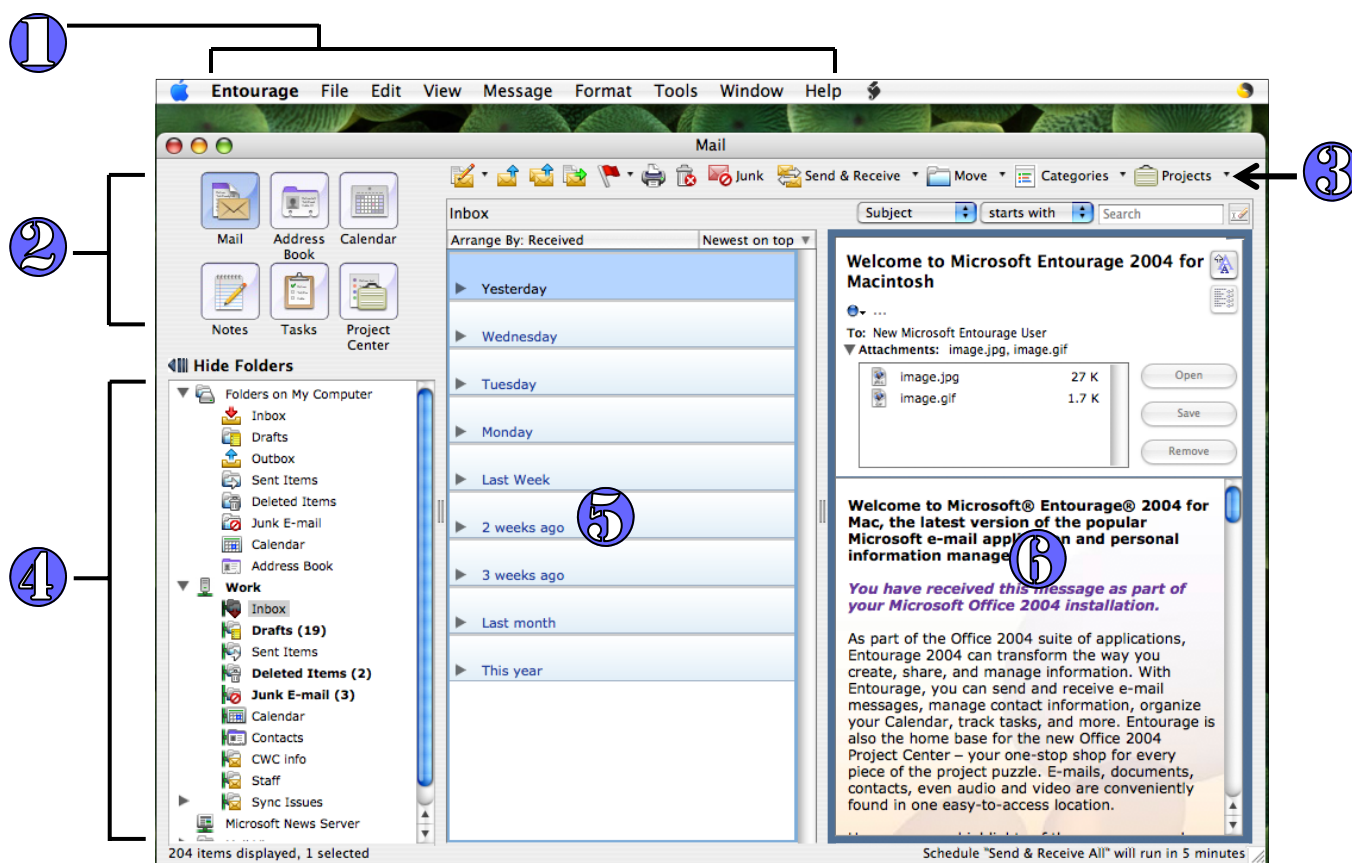 1
Entourage File Edit View Message Format Tools Window Help
Mail
2
3
Mail
Address Book
Calendar
Notes
Tasks
Project Center
Junk Send & Receive Move Categories Projects
Inbox
Subject starts with Search
Arrange By: Received Newest on top
Hide Folders
4
Folders on My Computer
Inbox
Drafts
Outbox
Sent Items
Deleted Items
Junk E-mail
Calendar
Address Book
Work
Inbox
Drafts (19)
Sent Items
Deleted Items (2)
Junk E-mail (3)
Calendar
Contacts
CWC Info
Staff
Sync Issues
Microsoft News Server
Yesterday
Wednesday
Tuesday
Monday
Last Week
2 weeks ago
5
3 weeks ago
Last month
This year
Welcome to Microsoft Entourage 2004 for
Macintosh
...
To: New Microsoft Entourage User
Attachments: image.jpg, image.gif
image.jpg 27 K
image.gif 1.7 K
Open
Save
Remove
Welcome to Microsoft® Entourage® 2004 for
Mac, the latest version of the popular
Microsoft e-mail application and personal
information manage
6
You have received this message as part of
your Microsoft Office 2004 installation.
As part of the Office 2004 suite of applications,
Entourage 2004 can transform the way you
create, share, and manage information. With
Entourage, you can send and receive e-mail
messages, manage contact information, organize
your Calendar, track tasks, and more. Entourage is
also the home base for the new Office 2004
Project Center – your one-stop shop for every
piece of the project puzzle. E-mails, documents,
contacts, even audio and video are conveniently
found in one easy-to-access location.
204 items displayed, 1 selected
Schedule "Send & Receive All" will run in 5 minutes